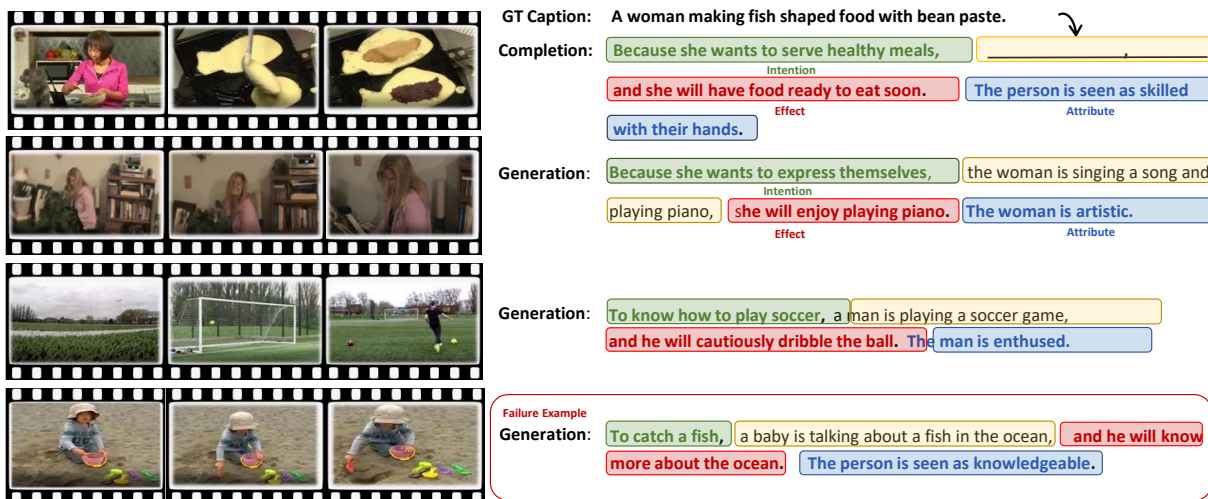 GT Caption: A woman making fish shaped food with bean paste.
Completion: Because she wants to serve healthy meals, ________,
Intention
and she will have food ready to eat soon. The person is seen as skilled
Effect Attribute
with their hands.
Generation: Because she wants to express themselves, the woman is singing a song and
Intention
playing piano, she will enjoy playing piano. The woman is artistic.
Effect Attribute
Generation: To know how to play soccer, a man is playing a soccer game,
and he will cautiously dribble the ball. The man is enthused.
Failure Example
Generation: To catch a fish, a baby is talking about a fish in the ocean, and he will know
more about the ocean. The person is seen as knowledgeable.